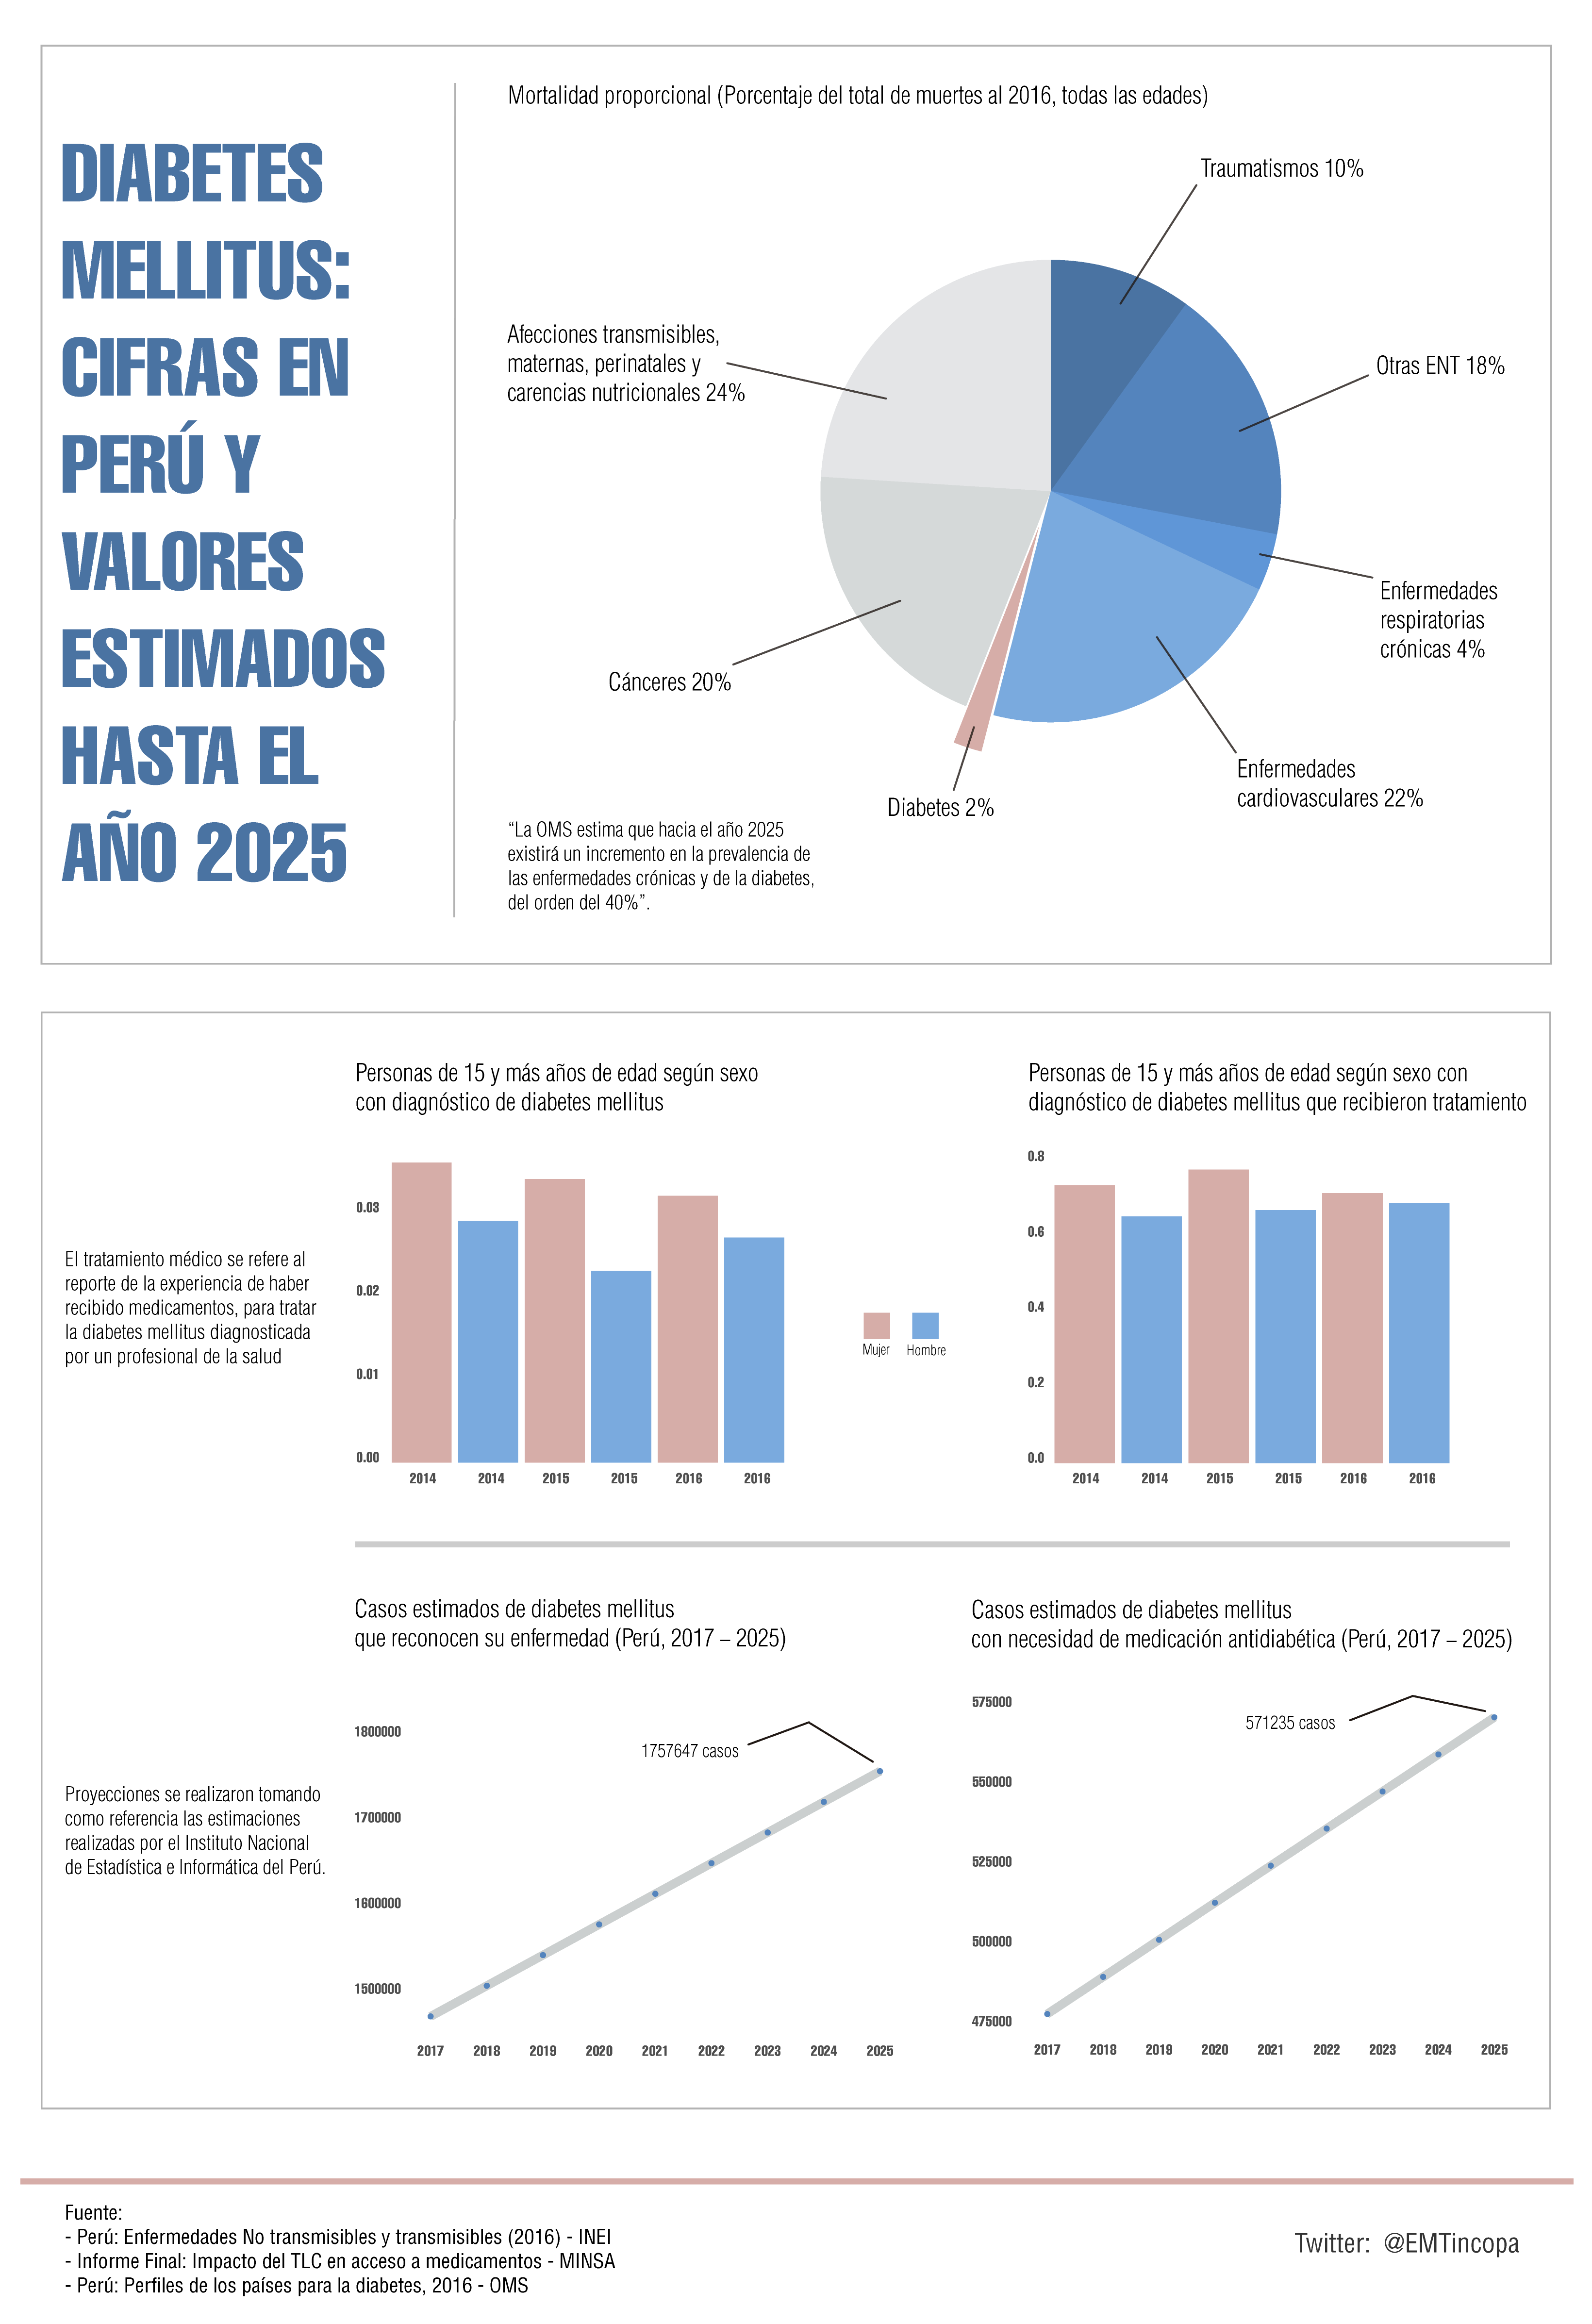 DIABETES
MELLITUS:
CIFRAS EN
PERÚ Y
VALORES
ESTIMADOS
HASTA EL
AÑO 2025
Mortalidad proporcional (Porcentaje del total de muertes al 2016, todas las edades)
Traumatismos 10%
Otras ENT 18%
Enfermedades
respiratorias
crónicas 4%
Enfermedades
cardiovasculares 22%
Diabetes 2%
Cánceres 20%
Afecciones transmisibles,
maternas, perinatales y
carencias nutricionales 24%
“La OMS estima que hacia el año 2025
existirá un incremento en la prevalencia de
las enfermedades crónicas y de la diabetes,
del orden del 40%”.
El tratamiento médico se refere al
reporte de la experiencia de haber
recibido medicamentos, para tratar
la diabetes mellitus diagnosticada
por un profesional de la salud
Personas de 15 y más años de edad según sexo
con diagnóstico de diabetes mellitus
0.03
0.02
0.01
0.00
2014 2014 2015 2015 2016 2016
Mujer Hombre
Personas de 15 y más años de edad según sexo con
diagnóstico de diabetes mellitus que recibieron tratamiento
0.8
0.6
0.4
0.2
0.0
2014 2014 2015 2015 2016 2016
Proyecciones se realizaron tomando
como referencia las estimaciones
realizadas por el Instituto Nacional
de Estadística e Informática del Perú.
Casos estimados de diabetes mellitus
que reconocen su enfermedad (Perú, 2017 – 2025)
1800000
1757647 casos
1700000
1600000
1500000
2017 2018 2019 2020 2021 2022 2023 2024 2025
Casos estimados de diabetes mellitus
con necesidad de medicación antidiabética (Perú, 2017 – 2025)
575000
571235 casos
550000
525000
500000
475000
2017 2018 2019 2020 2021 2022 2023 2024 2025
Fuente:
- Perú: Enfermedades No transmisibles y transmisibles (2016) - INEI
- Informe Final: Impacto del TLC en acceso a medicamentos - MINSA
- Perú: Perfiles de los países para la diabetes, 2016 - OMS
Twitter: @EMTincopa